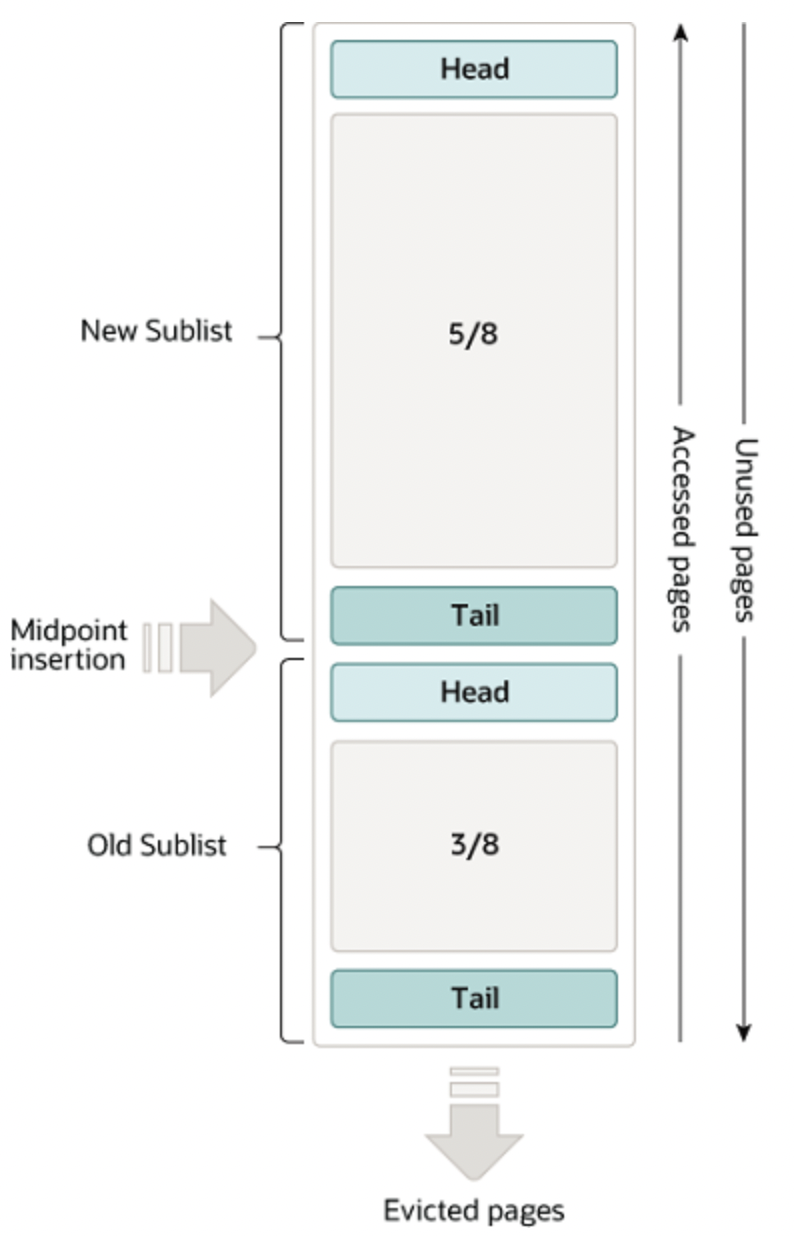 Head
New Sublist
5/8
Accessed pages
Unused pages
Tail
Midpoint
insertion
Head
Old Sublist
3/8
Tail
Evicted pages